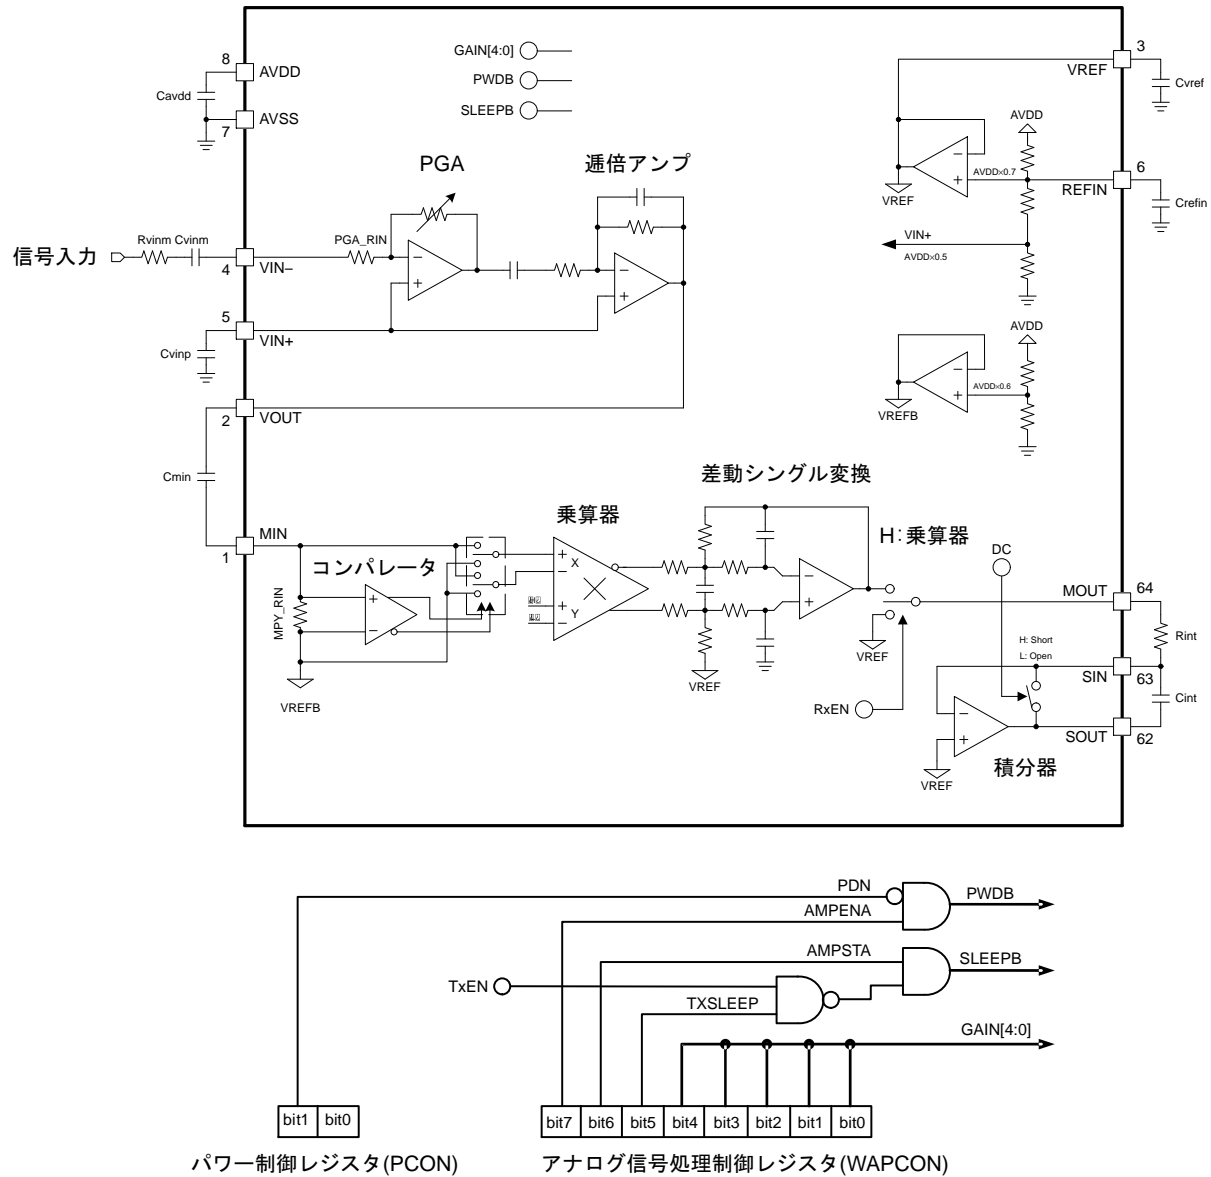 8
AVDD
Cavdd
AVSS
7
GAIN[4:0]
PWDB
SLEEPB
3
VREF
Cvref
AVDD
AVDD×0.7
VREF
6
REFIN
Crefin
VIN+
AVDD×0.5
PGA
逓倍アンプ
信号入力
Rvinm Cvinm
4
VIN−
PGA_RIN
5
VIN+
Cvinp
AVDD
AVDD×0.6
VREFB
2
VOUT
Cmin
差動シングル変換
乗算器
H:乗算器
MIN
1
コンパレータ
MPY_RIN
VREFB
X
Y
VREF
VREF
DC
MOUT
64
Rint
H: Short
L: Open
SIN
63
Cint
RxEN
SOUT
62
VREF
積分器
PDN
PWDB
AMPENA
AMPSTA
SLEEPB
TxEN
TXSLEEP
GAIN[4:0]
bit1 bit0
bit7 bit6 bit5 bit4 bit3 bit2 bit1 bit0
パワー制御レジスタ(PCON)
アナログ信号処理制御レジスタ(WAPCON)